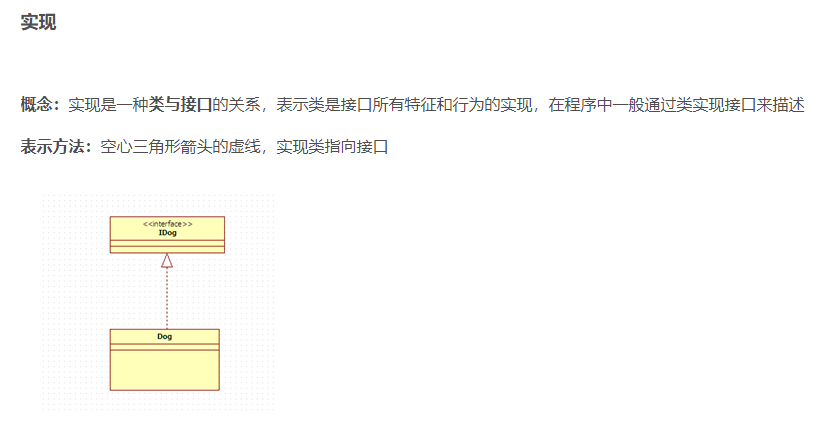 实现
概念：实现是一种类与接口的关系，表示类是接口所有特征和行为的实现，在程序中一般通过类实现接口来描述
表示方法：空心三角形箭头的虚线，实现类指向接口
<<interface>>
IDog
Dog